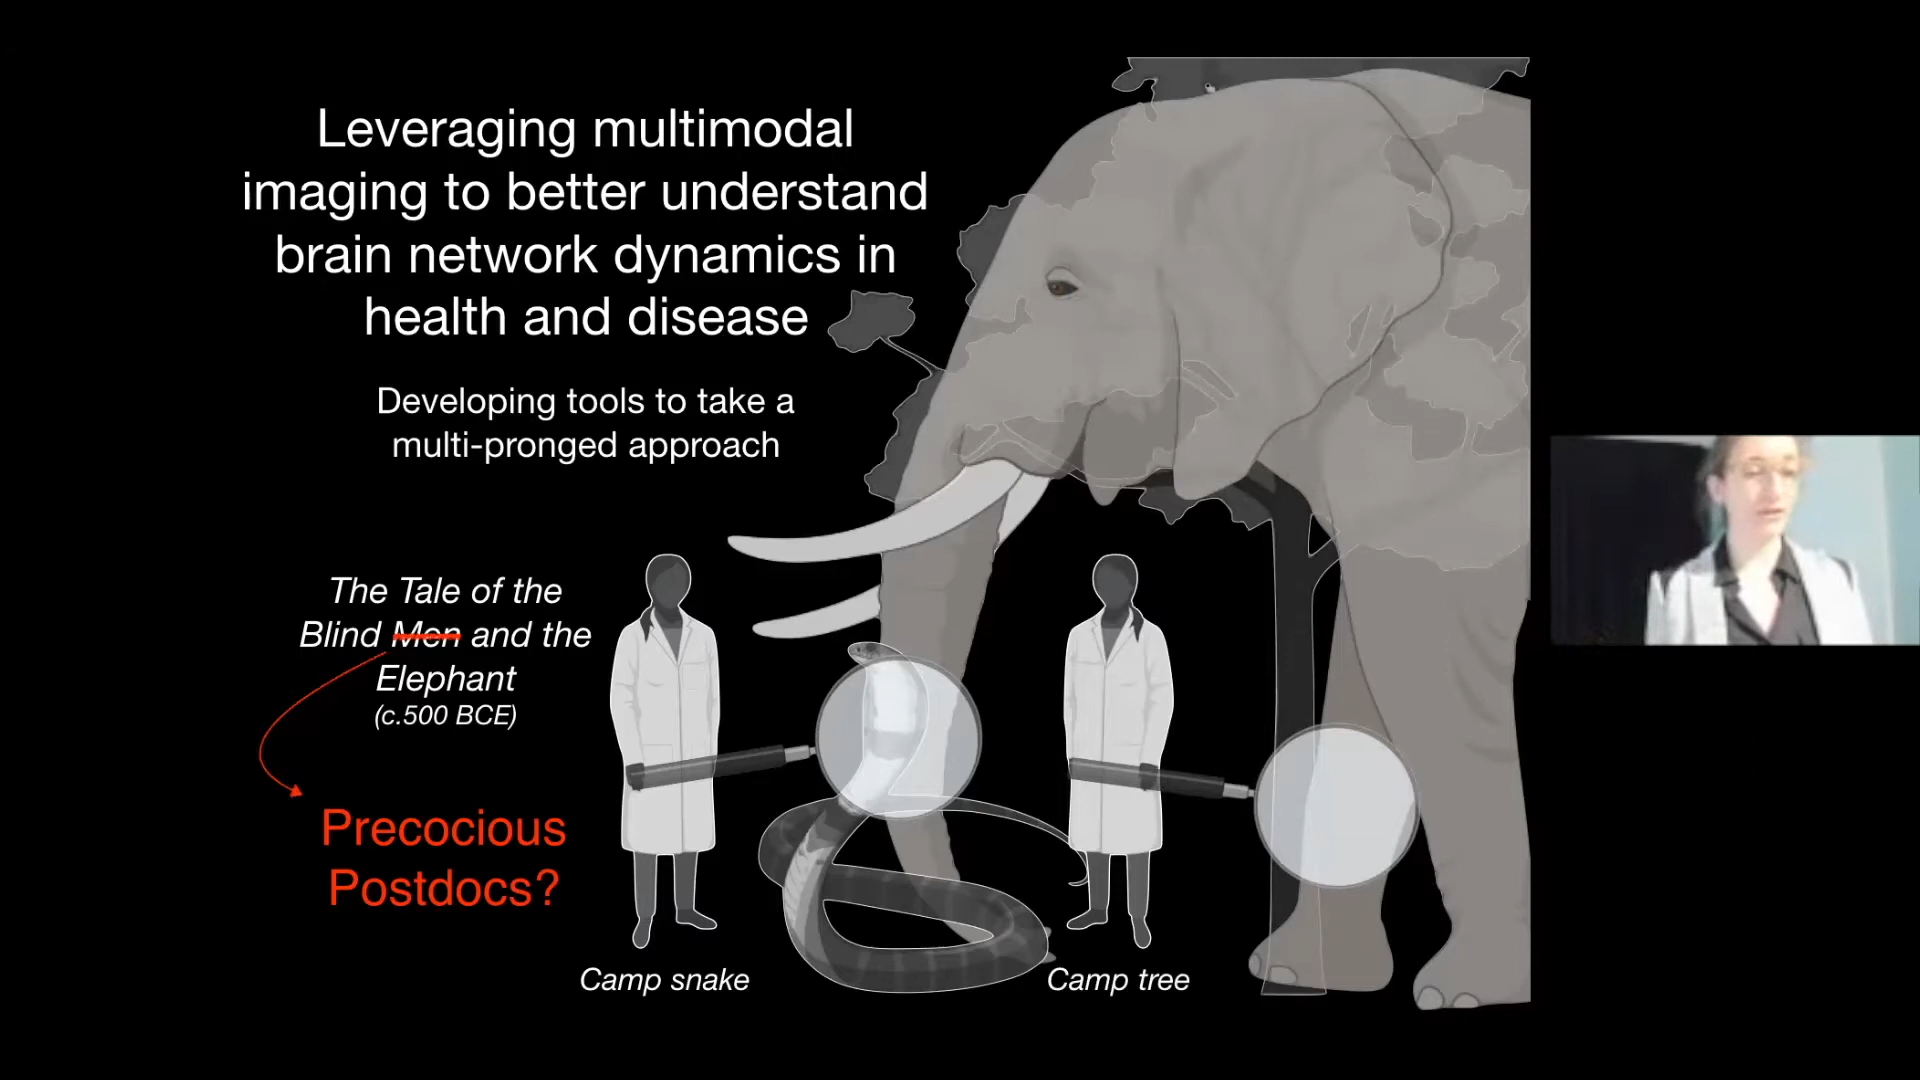 Leveraging multimodal
imaging to better understand
brain network dynamics in
health and disease
Developing tools to take a
multi-pronged approach
The Tale of the
Blind Men and the
Elephant
(c.500 BCE)
Precocious
Postdocs?
Camp snake
Camp tree